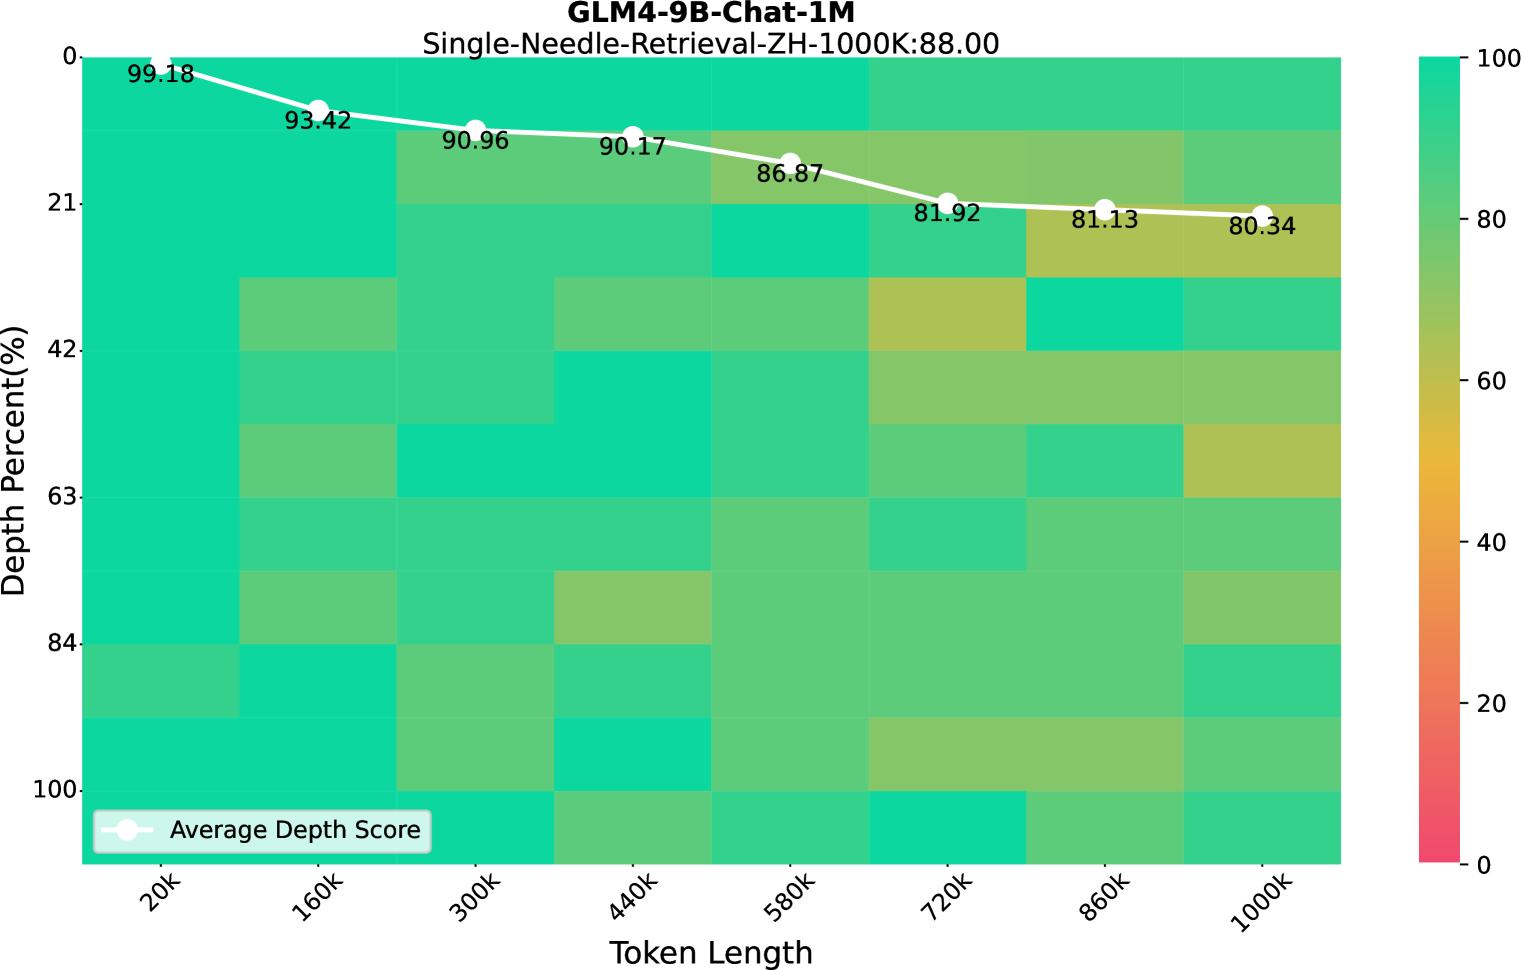 GLM4-9B-Chat-1M
Single-Needle-Retrieval-ZH-1000K:88.00
Depth Percent(%)
0
21
42
63
84
100
99.18
93.42
90.96
90.17
86.87
81.92
81.13
80.34
Average Depth Score
20k
160k
300k
440k
580k
720k
860k
1000k
Token Length
100
80
60
40
20
0